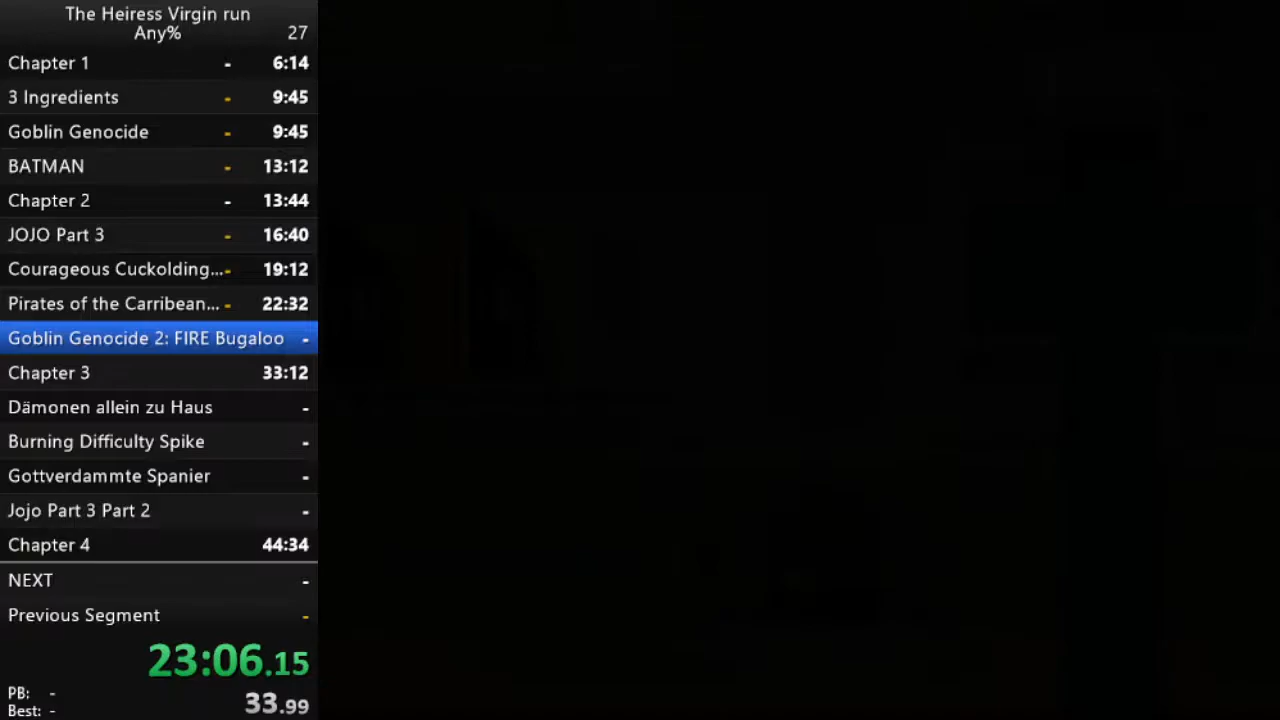 The Heiress Virgin run
Any% 27
Chapter 1 - 6:14
3 Ingredients - 9:45
Goblin Genocide - 9:45
BATMAN - 13:12
Chapter 2 - 13:44
JOJO Part 3 - 16:40
Courageous Cuckolding... - 19:12
Pirates of the Carribean... - 22:32
Goblin Genocide 2: FIRE Bugaloo -
Chapter 3 33:12
Dämonen allein zu Haus -
Burning Difficulty Spike -
Gottverdammte Spanier -
Jojo Part 3 Part 2 -
Chapter 4 44:34
NEXT -
Previous Segment -
23:06.15
PB: - 33.99
Best: -